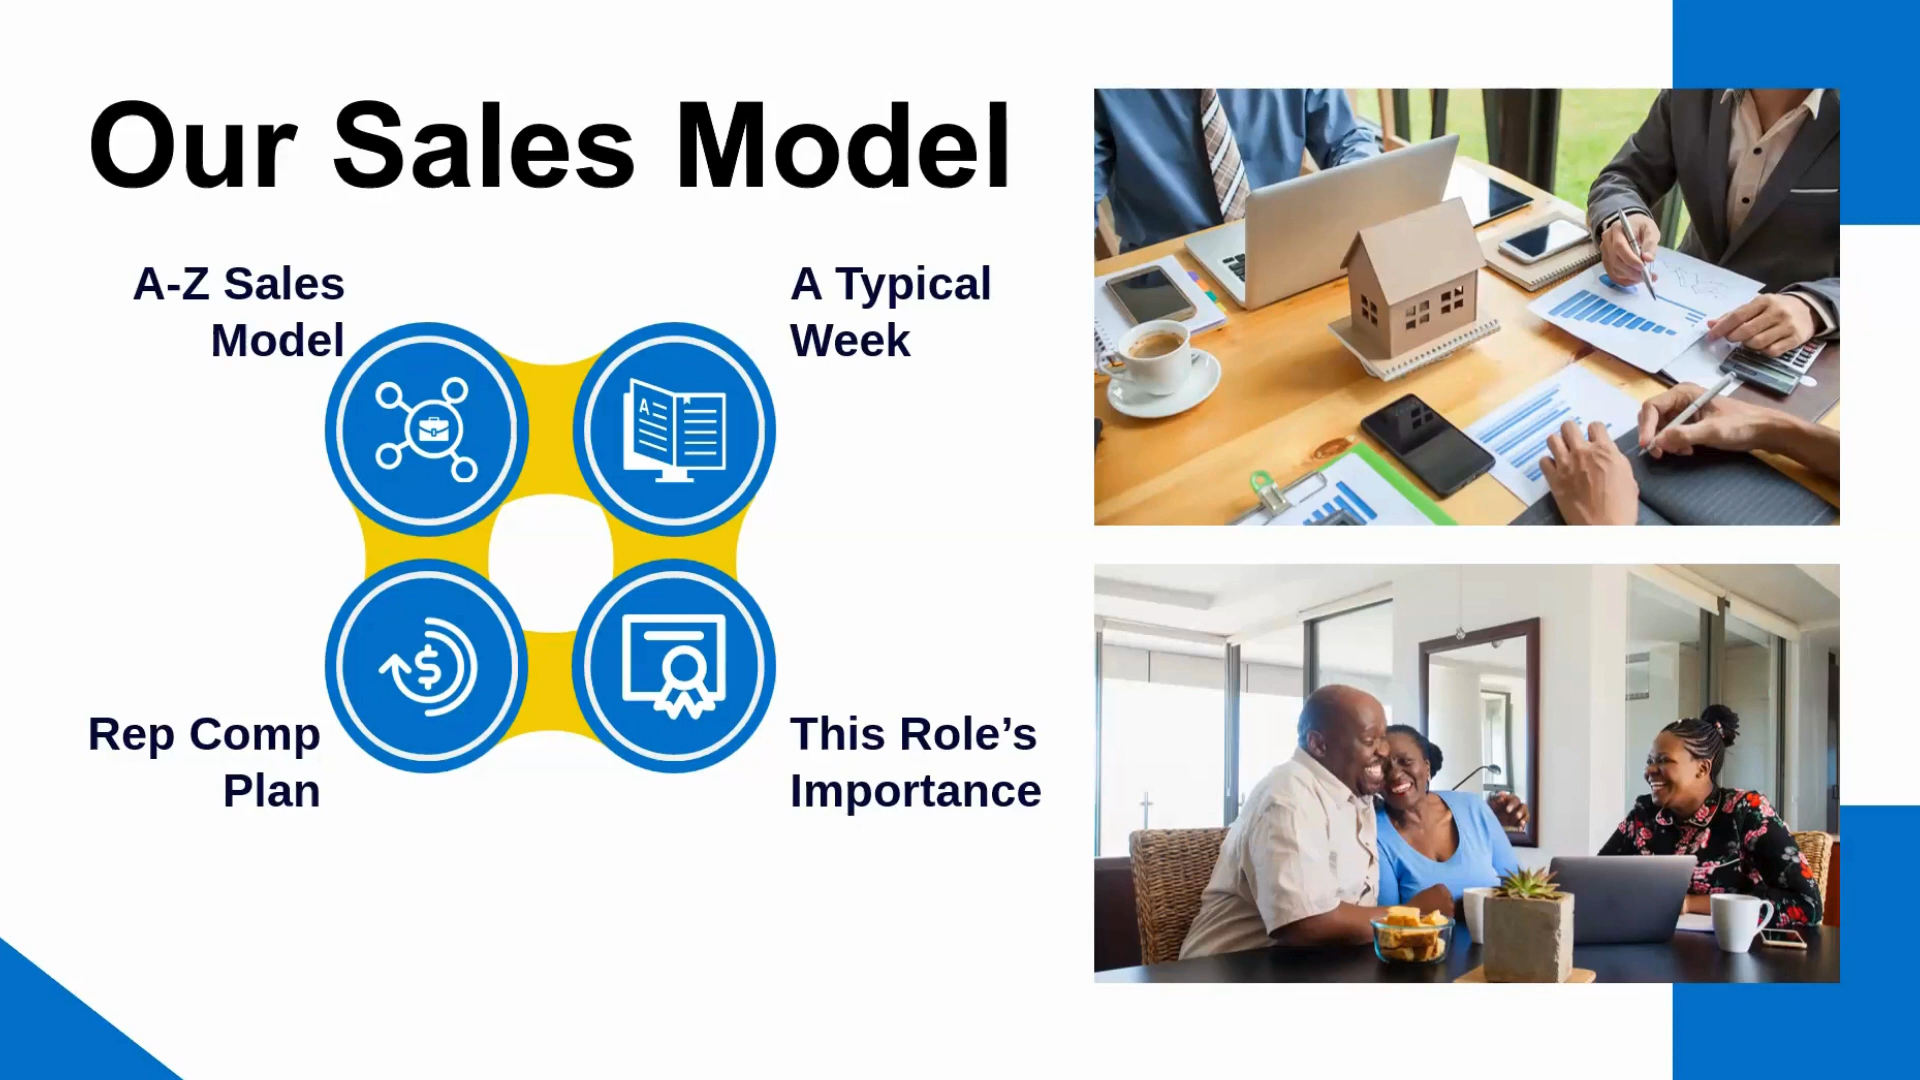 Our Sales Model
A-Z Sales
Model
A Typical
Week
A
$
Rep Comp
Plan
This Role’s
Importance